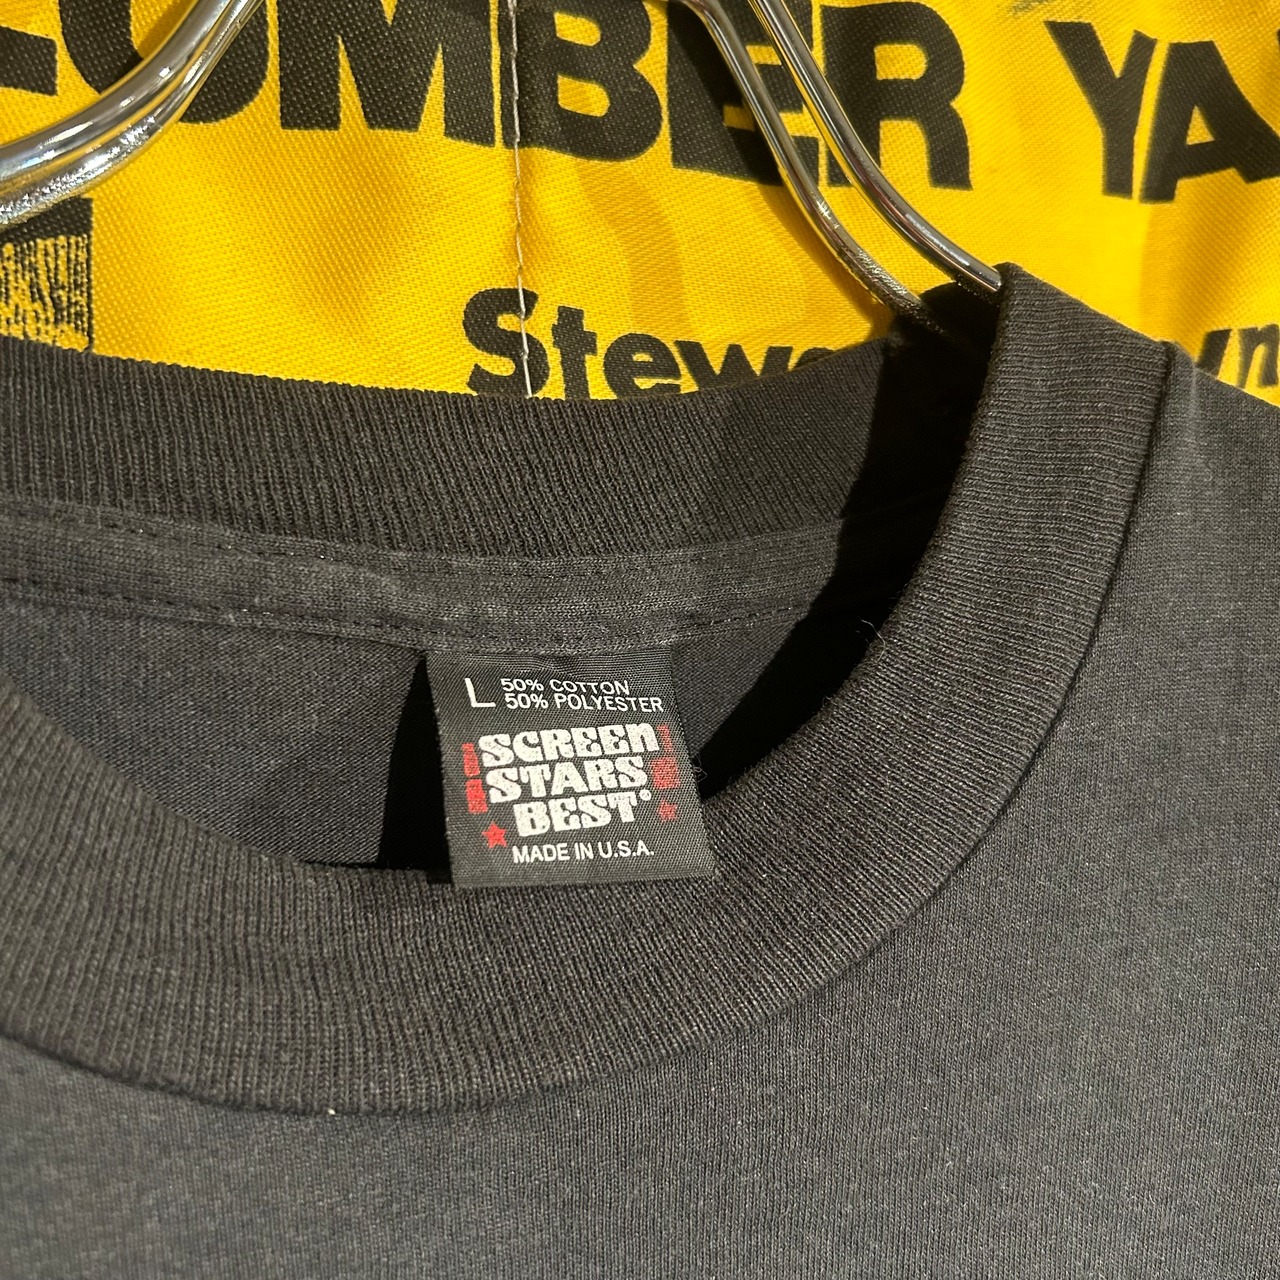 LUMBER YA
Stew
L 50% COTTON
50% POLYESTER
SCREEN
STARS
BEST®
MADE IN U.S.A.